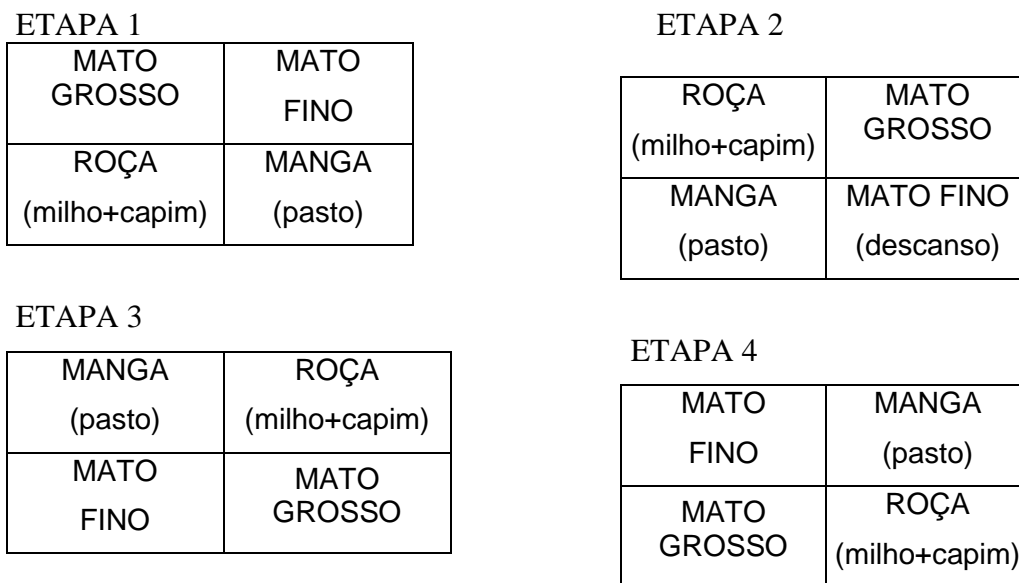 ETAPA 1
MATO
GROSSO
MATO
FINO
ROÇA
(milho+capim)
MANGA
(pasto)
ETAPA 2
ROÇA
(milho+capim)
MATO
GROSSO
MANGA
(pasto)
MATO FINO
(descanso)
ETAPA 3
MANGA
(pasto)
ROÇA
(milho+capim)
MATO
FINO
MATO
GROSSO
ETAPA 4
MATO
FINO
MANGA
(pasto)
MATO
GROSSO
ROÇA
(milho+capim)